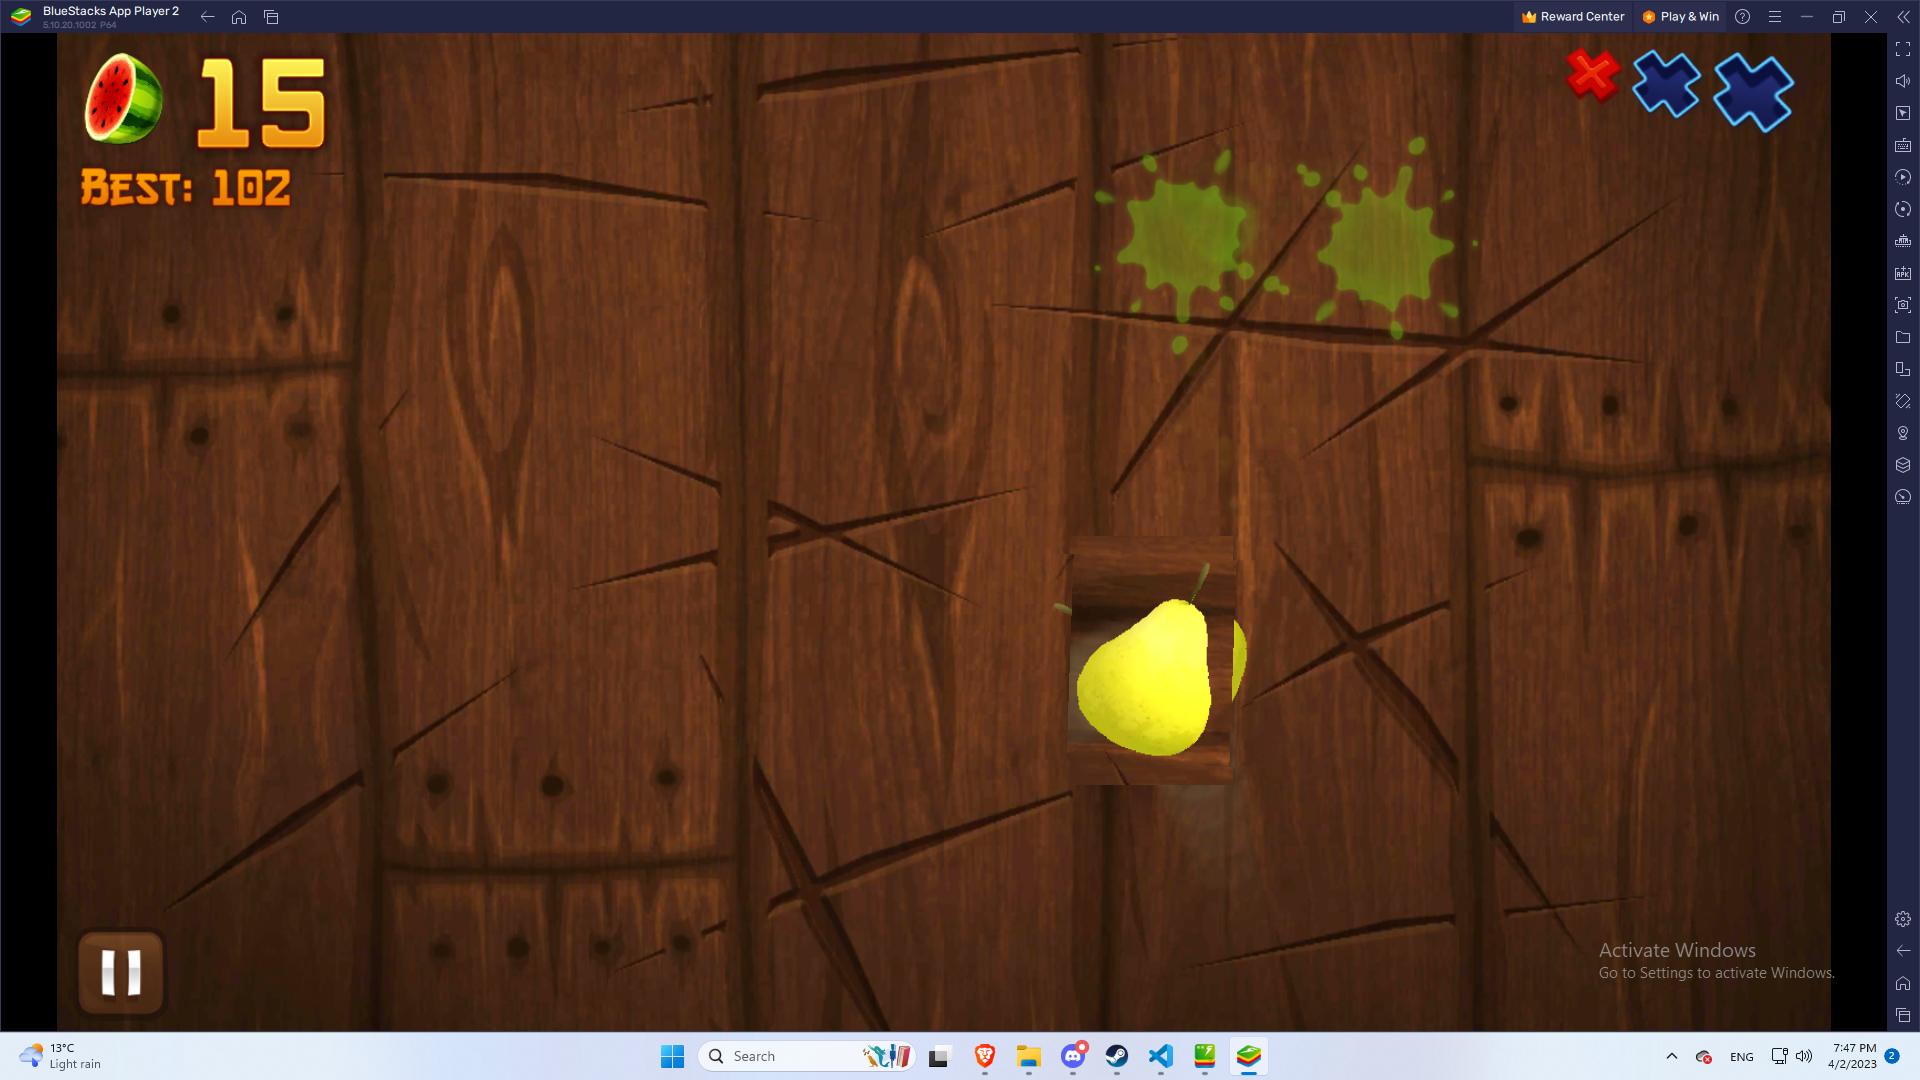 BlueStacks App Player 2
5.10.20.1002 P64
Reward Center
Play & Win
15
BEST: 102
Activate Windows
Go to Settings to activate Windows.
13°C
Light rain
Search
ENG
7:47 PM
4/2/2023
2